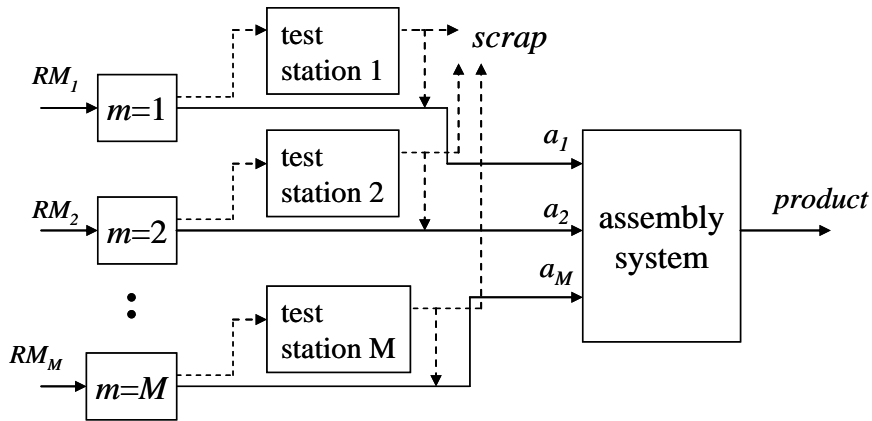 test
station 1
scrap
RM1
m=1
a1
test
station 2
RM2
m=2
a2
assembly
system
product
aM
test
station M
RMM
m=M